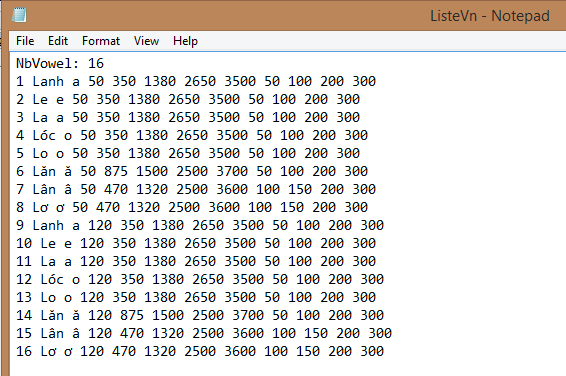 ListeVn - Notepad
File Edit Format View Help
NbVowel: 16
1 Lanh a 50 350 1380 2650 3500 50 100 200 300
2 Le e 50 350 1380 2650 3500 50 100 200 300
3 La a 50 350 1380 2650 3500 50 100 200 300
4 Lóc o 50 350 1380 2650 3500 50 100 200 300
5 Lo o 50 350 1380 2650 3500 50 100 200 300
6 Lăn ă 50 875 1500 2500 3700 50 100 200 300
7 Lân â 50 470 1320 2500 3600 100 150 200 300
8 Lơ ơ 50 470 1320 2500 3600 100 150 200 300
9 Lanh a 120 350 1380 2650 3500 50 100 200 300
10 Le e 120 350 1380 2650 3500 50 100 200 300
11 La a 120 350 1380 2650 3500 50 100 200 300
12 Lóc o 120 350 1380 2650 3500 50 100 200 300
13 Lo o 120 350 1380 2650 3500 50 100 200 300
14 Lăn ă 120 875 1500 2500 3700 50 100 200 300
15 Lân â 120 470 1320 2500 3600 100 150 200 300
16 Lơ ơ 120 470 1320 2500 3600 100 150 200 300